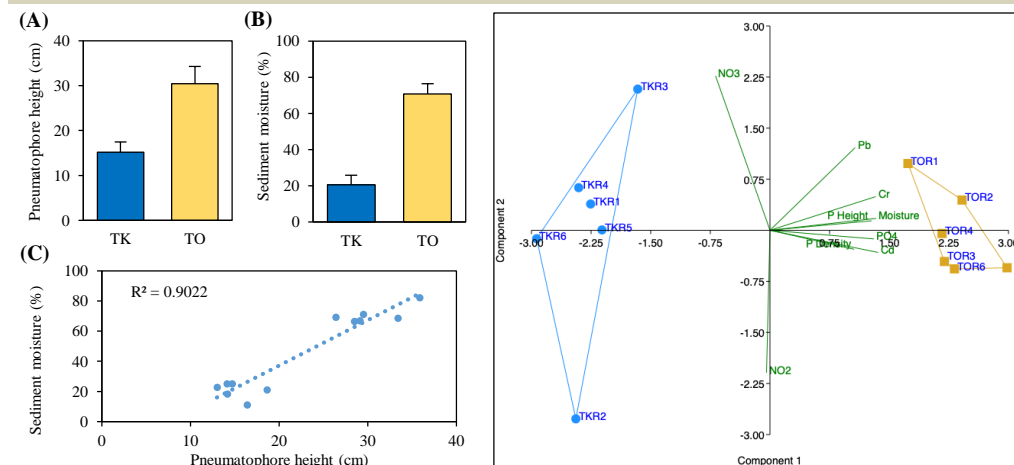 (A)
Pneumatophore height (cm)
40
30
20
10
0
TK
TO
(B)
Sediment moisture (%)
100
80
60
40
20
0
TK
TO
(C)
Sediment moisture (%)
100
80
60
40
20
0
R² = 0.9022
0
10
20
30
40
Pneumatophore height (cm)
Component 2
3.00
2.25
1.50
0.75
-0.75
-1.50
-2.25
-3.00
-3.00
-2.25
-1.50
-0.75
0.75
1.50
2.25
3.00
NO3
TKR3
Pb
TOR1
TKR4
Cr
TOR2
TKR1
P Height
Moisture
TKR6
TKR5
PO4
TOR4
P Density
Cd
TOR3
TOR6
NO2
TKR2
Component 1